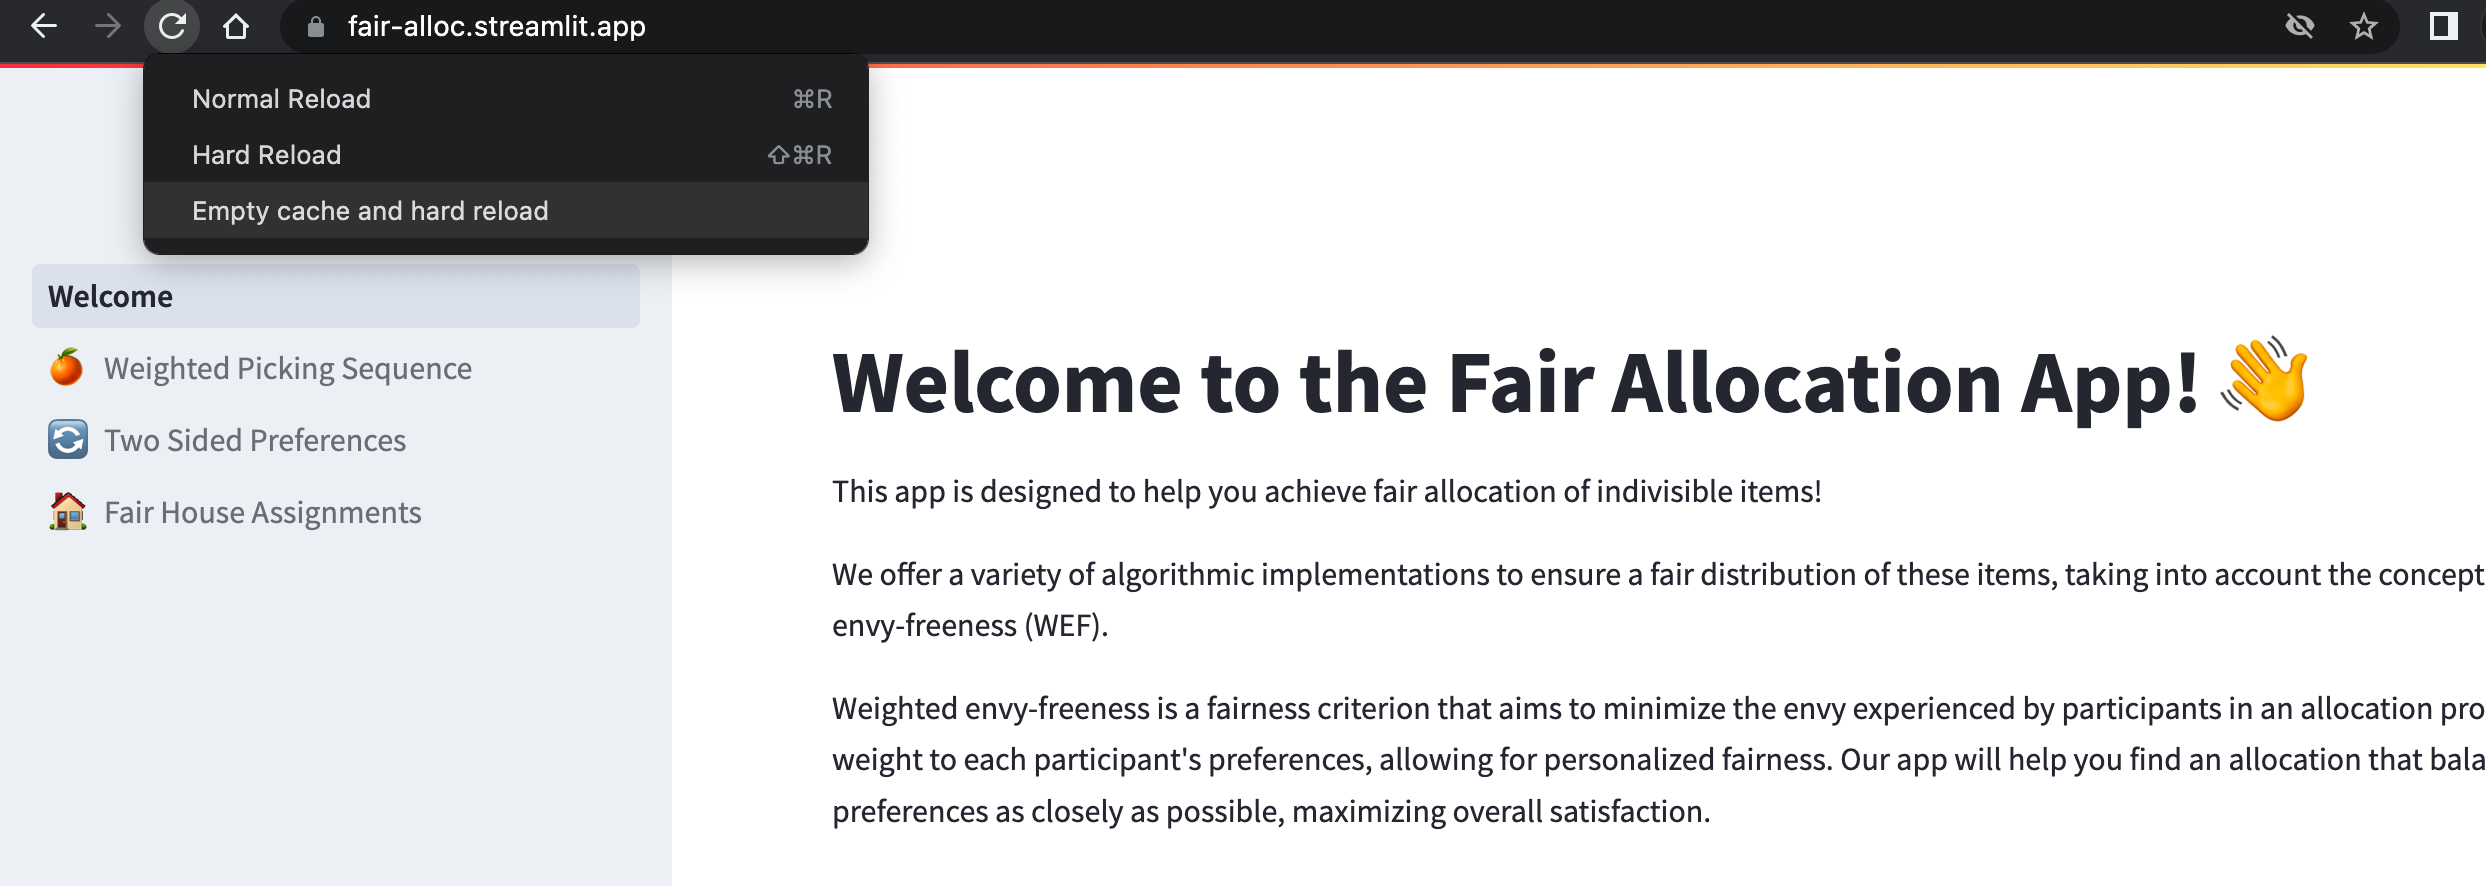 fair-alloc.streamlit.app
Normal Reload ⌘R
Hard Reload ⇧⌘R
Empty cache and hard reload
Welcome
Weighted Picking Sequence
Two Sided Preferences
Fair House Assignments
Welcome to the Fair Allocation App! 👋
This app is designed to help you achieve fair allocation of indivisible items!
We offer a variety of algorithmic implementations to ensure a fair distribution of these items, taking into account the concept
envy-freeness (WEF).
Weighted envy-freeness is a fairness criterion that aims to minimize the envy experienced by participants in an allocation pro
weight to each participant's preferences, allowing for personalized fairness. Our app will help you find an allocation that bala
preferences as closely as possible, maximizing overall satisfaction.